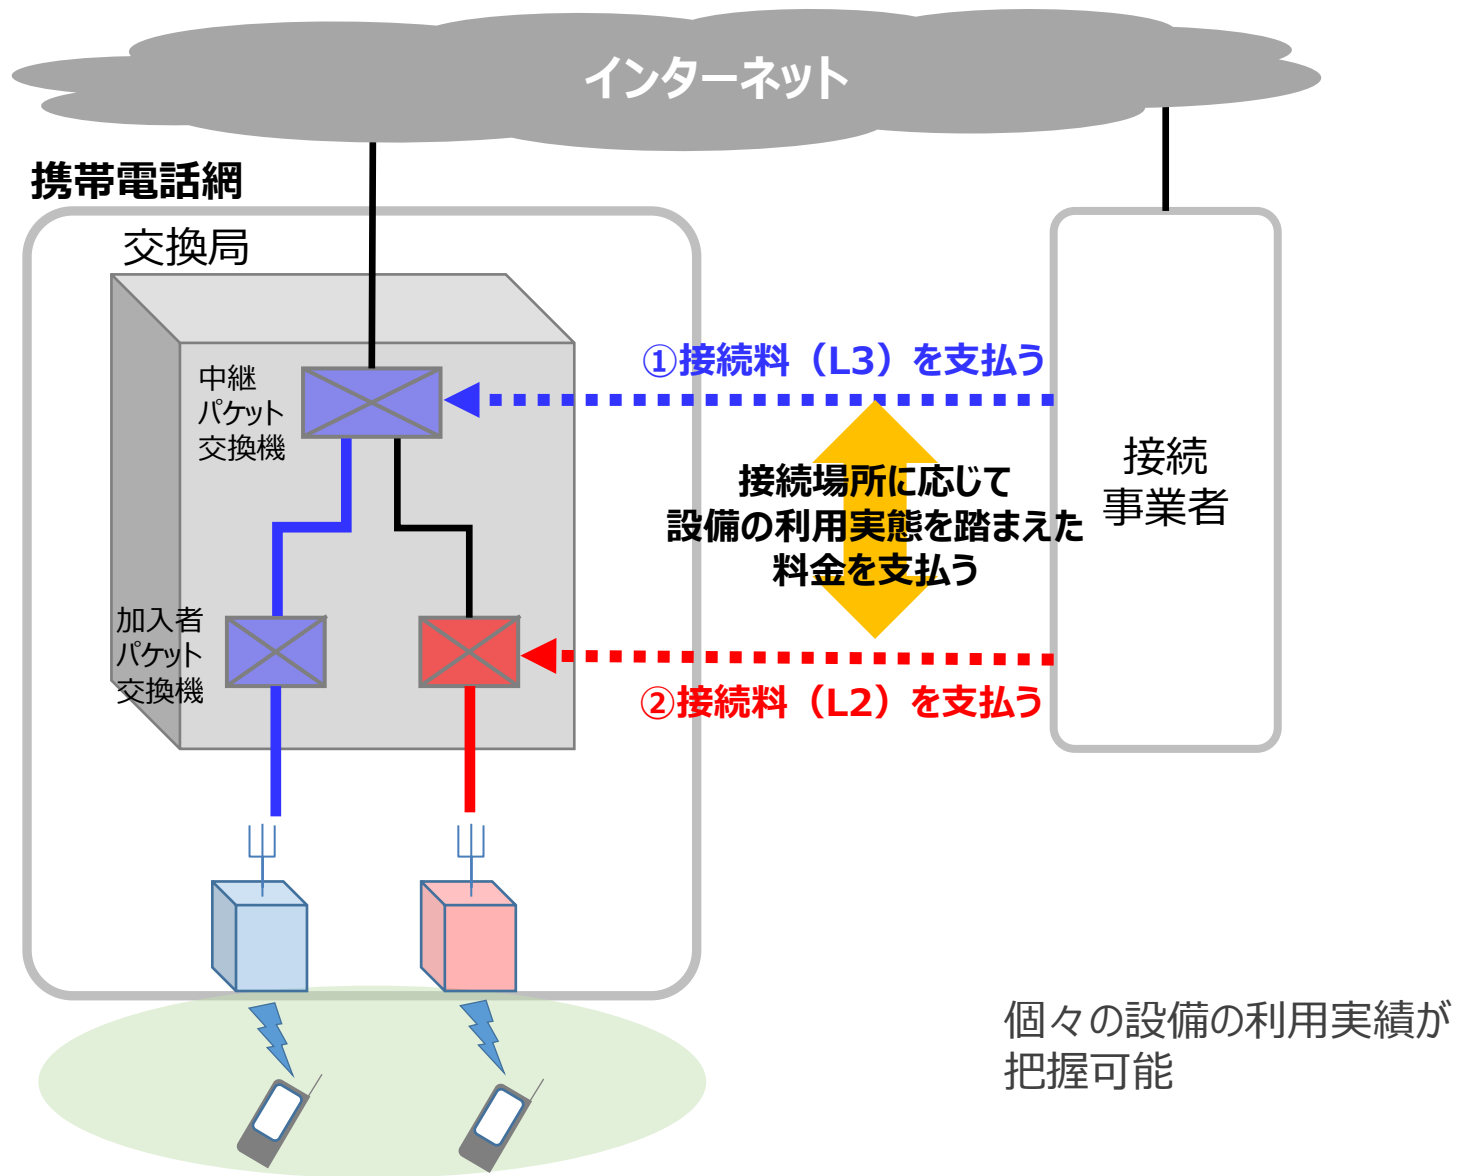 インターネット
携帯電話網
交換局
中継
パケット
交換機
①接続料（L3）を支払う
接続場所に応じて
設備の利用実態を踏まえた
料金を支払う
接続
事業者
加入者
パケット
交換機
②接続料（L2）を支払う
個々の設備の利用実績が
把握可能